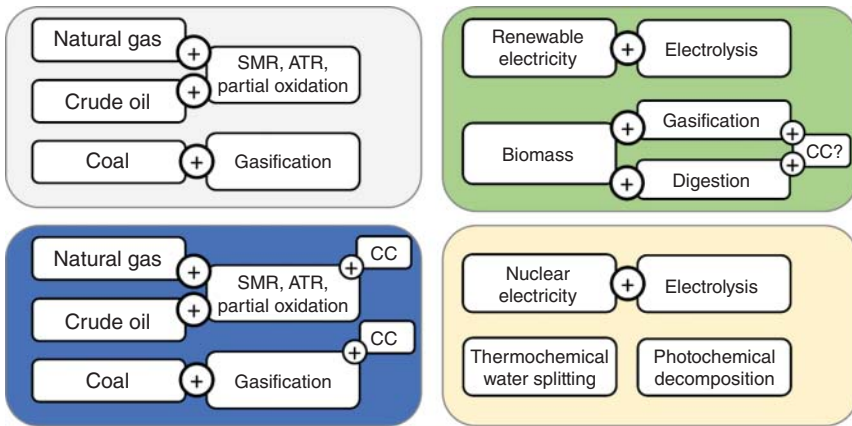 Natural gas
+
SMR, ATR,
partial oxidation
+
Crude oil
Coal
+
Gasification
Renewable
electricity
+
Electrolysis
Biomass
+
Gasification
+
CC?
+
+
Digestion
Natural gas
+
SMR, ATR,
partial oxidation
+
CC
+
Crude oil
Coal
+
Gasification
+
CC
Nuclear
electricity
+
Electrolysis
Thermochemical
water splitting
Photochemical
decomposition